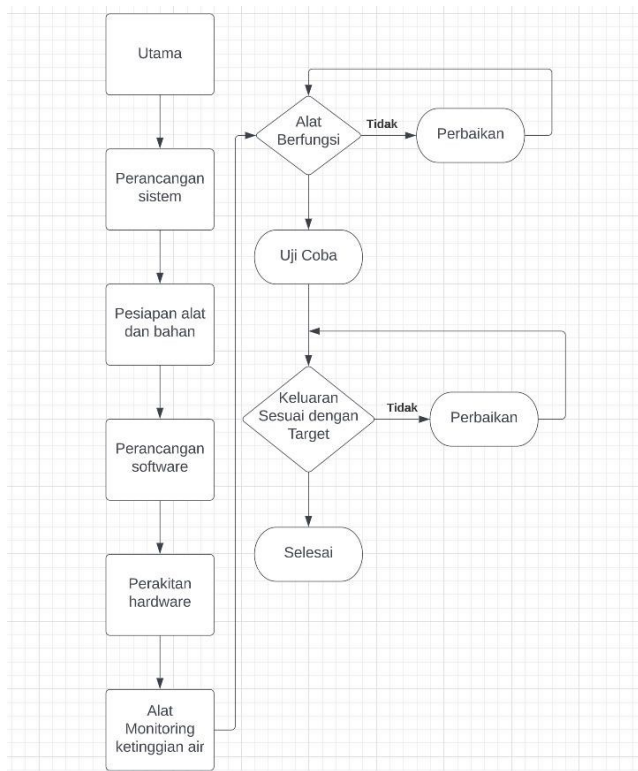 Utama
Perancangan
sistem
Pesiapan alat
dan bahan
Perancangan
software
Perakitan
hardware
Alat
Monitoring
ketinggian air
Alat
Berfungsi
Tidak
Perbaikan
Uji Coba
Keluaran
Sesuai dengan
Target
Tidak
Perbaikan
Selesai